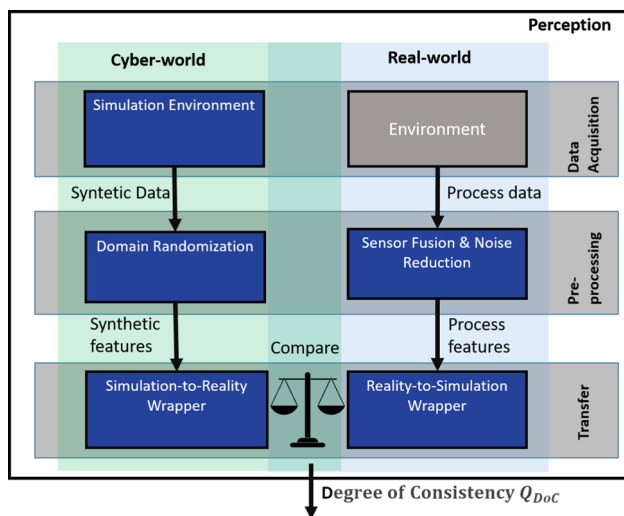 Perception
Cyber-world
Real-world
Simulation Environment
Environment
Data
Acquisition
Syntetic Data
Process data
Domain Randomization
Sensor Fusion & Noise
Reduction
Pre-
processing
Synthetic
features
Compare
Process
features
Simulation-to-Reality
Wrapper
Reality-to-Simulation
Wrapper
Transfer
Degree of Consistency Q_DoC